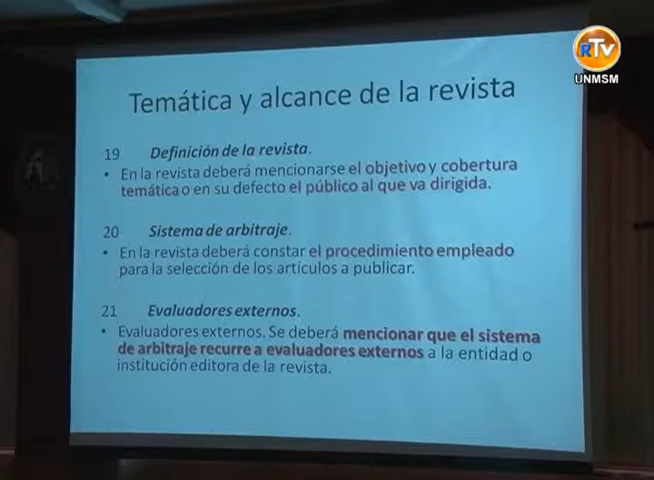 RTv
UNMSM
Temática y alcance de la revista
19 Definición de la revista.
• En la revista deberá mencionarse el objetivo y cobertura
temática o en su defecto el público al que va dirigida.
20 Sistema de arbitraje.
• En la revista deberá constar el procedimiento empleado
para la selección de los artículos a publicar.
21 Evaluadores externos.
• Evaluadores externos. Se deberá mencionar que el sistema
de arbitraje recurre a evaluadores externos a la entidad o
institución editora de la revista.